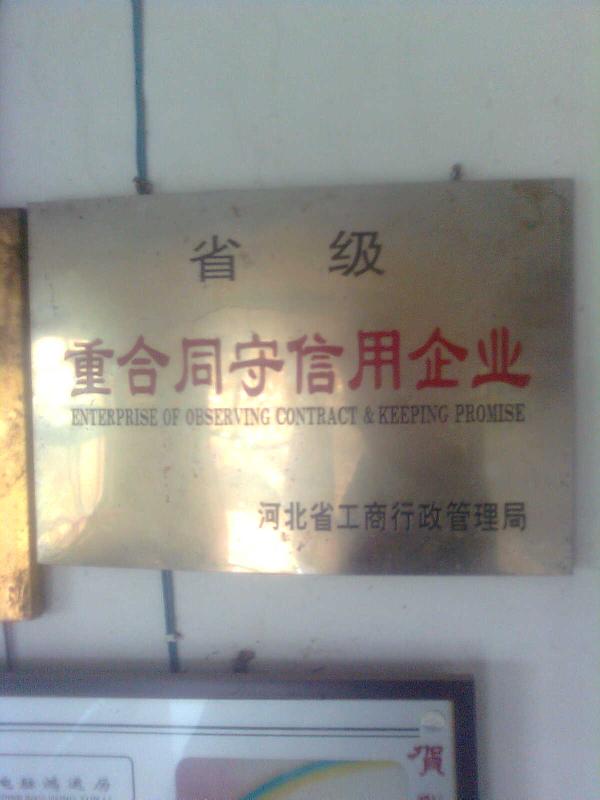 省 级
重合同守信用企业
ENTERPRISE OF OBSERVING CONTRACT & KEEPING PROMISE
河北省工商行政管理局
賀